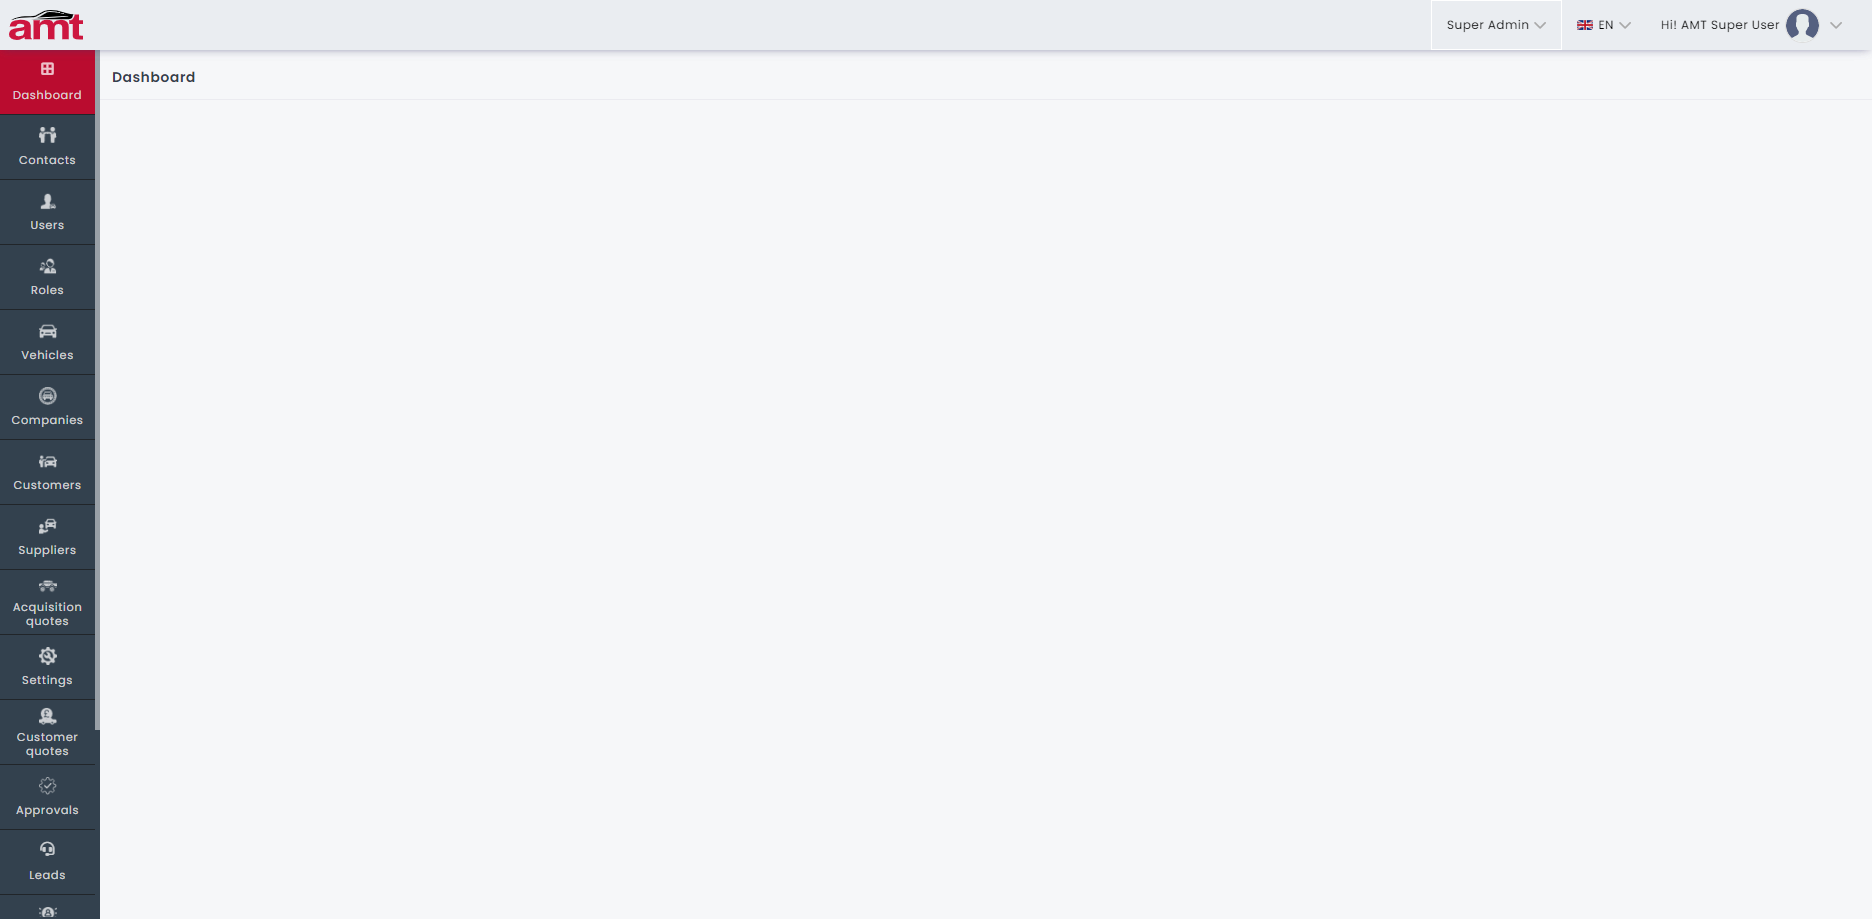 amt
Super Admin
EN
Hi! AMT Super User
Dashboard
Dashboard
Contacts
Users
Roles
Vehicles
Companies
Customers
Suppliers
Acquisition
quotes
Settings
Customer
quotes
Approvals
Leads